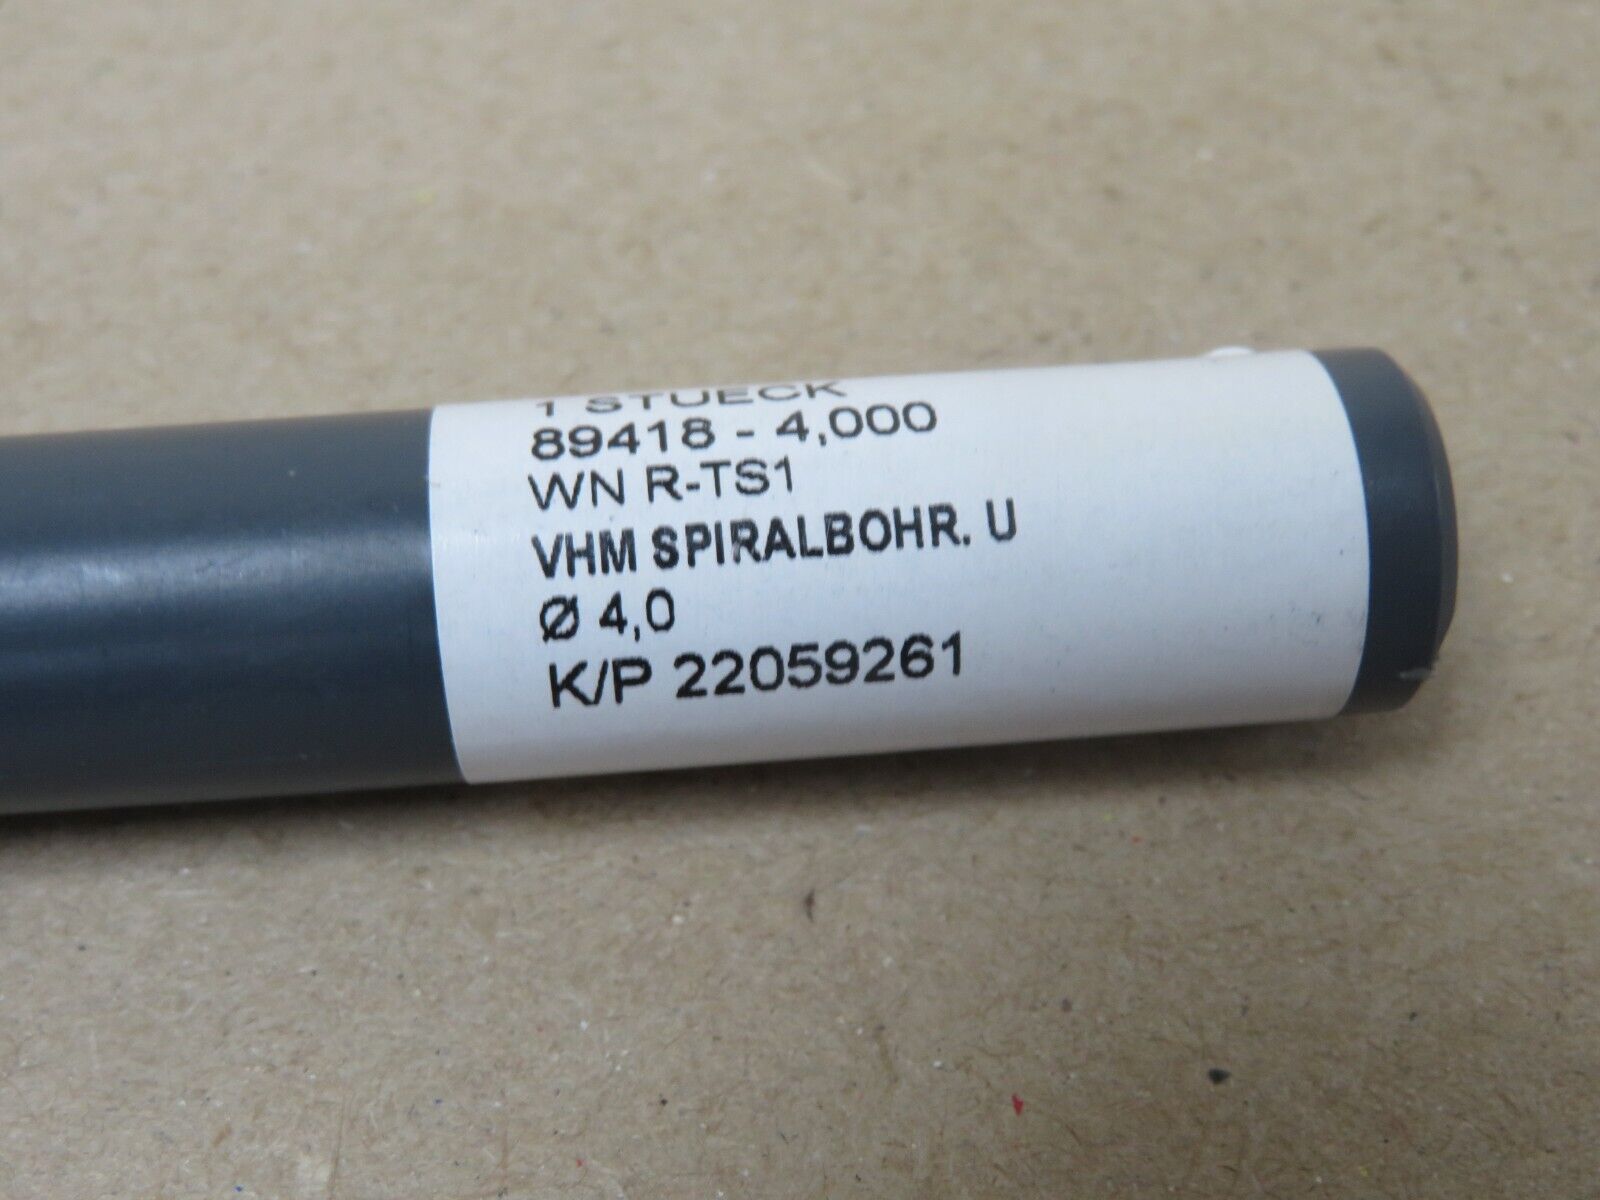 1 STUECK
89418 - 4,000
WN R-TS1
VHM SPIRALBOHR. U
Ø 4,0
K/P 22059261